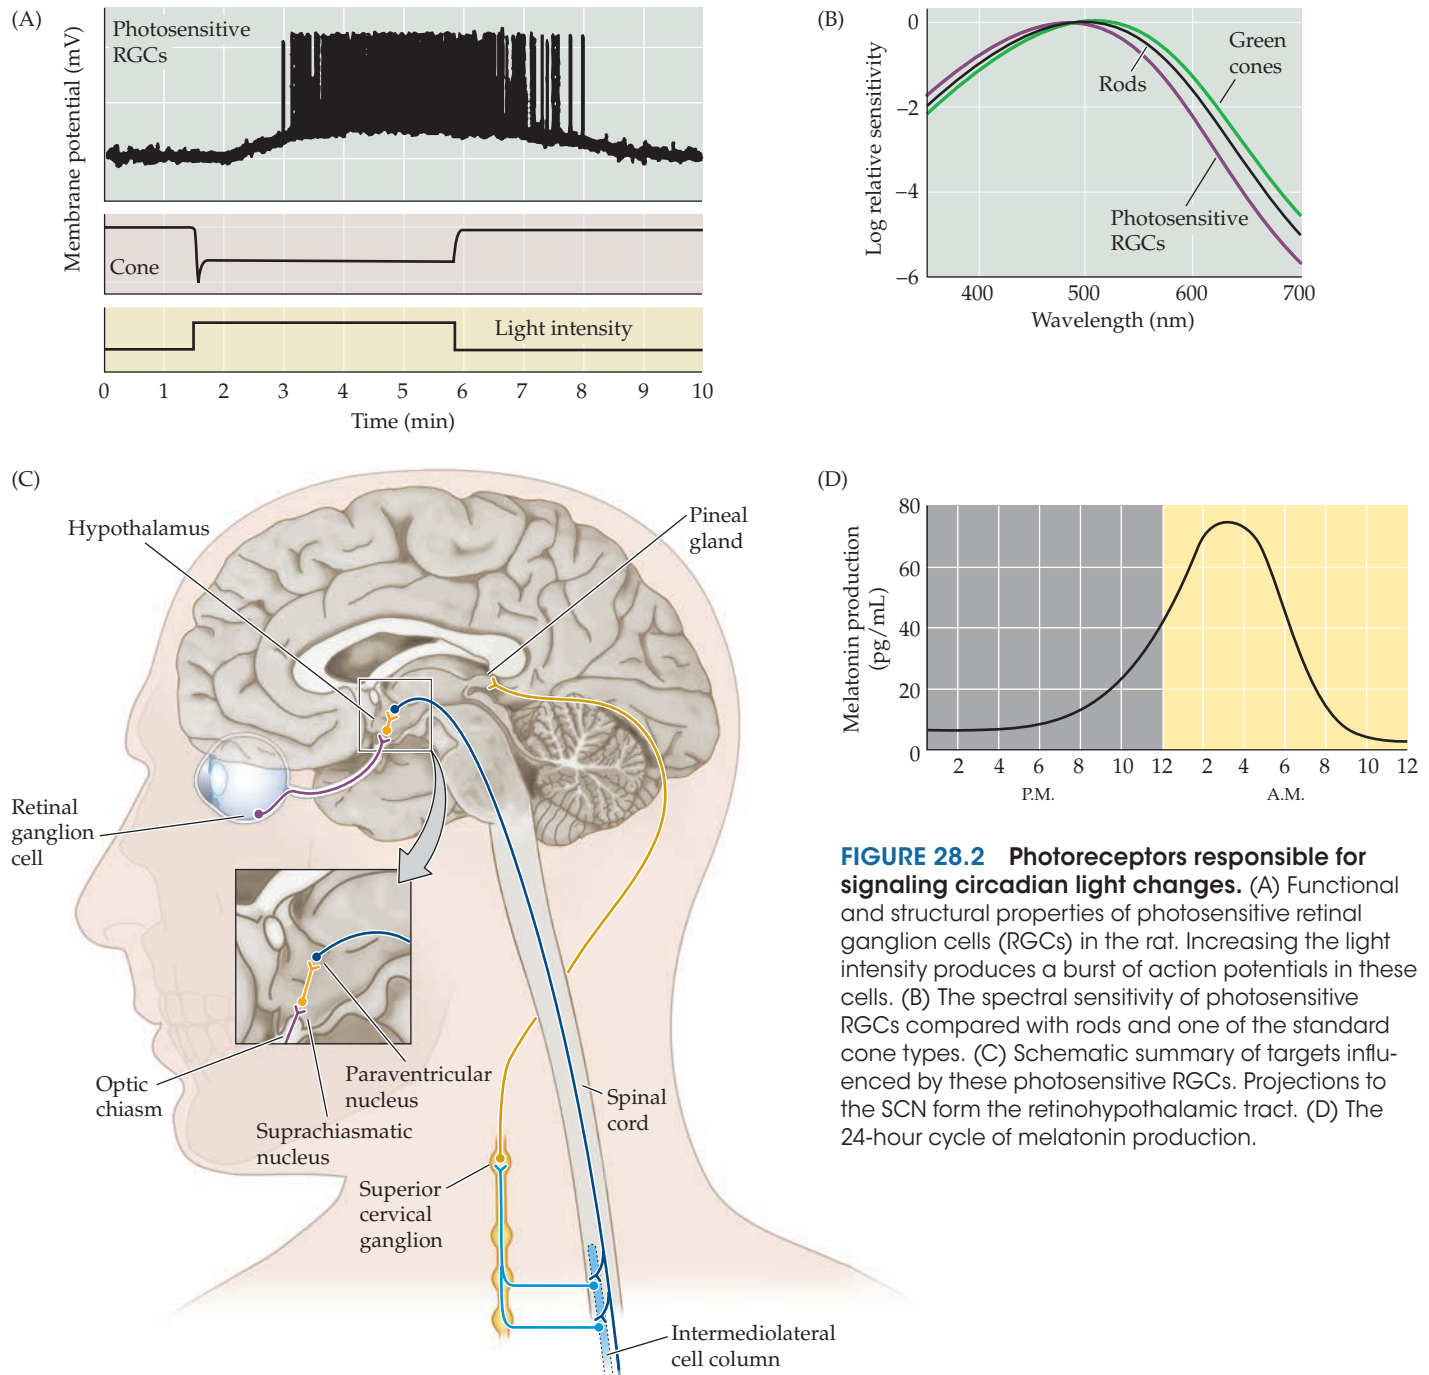 (A)
Photosensitive
RGCs
Membrane potential (mV)
Cone
Light intensity
0 1 2 3 4 5 6 7 8 9 10
Time (min)
(B)
0
–2
–4
–6
Log relative sensitivity
Green
cones
Rods
Photosensitive
RGCs
400 500 600 700
Wavelength (nm)
(C)
Hypothalamus
Pineal
gland
Retinal
ganglion
cell
Optic
chiasm
Suprachiasmatic
nucleus
Paraventricular
nucleus
Spinal
cord
Superior
cervical
ganglion
Intermediolateral
cell column
(D)
80
60
40
20
0
Melatonin production
(pg/mL)
2 4 6 8 10 12 2 4 6 8 10 12
P.M. A.M.
FIGURE 28.2 Photoreceptors responsible for
signaling circadian light changes. (A) Functional
and structural properties of photosensitive retinal
ganglion cells (RGCs) in the rat. Increasing the light
intensity produces a burst of action potentials in these
cells. (B) The spectral sensitivity of photosensitive
RGCs compared with rods and one of the standard
cone types. (C) Schematic summary of targets influ-
enced by these photosensitive RGCs. Projections to
the SCN form the retinohypothalamic tract. (D) The
24-hour cycle of melatonin production.